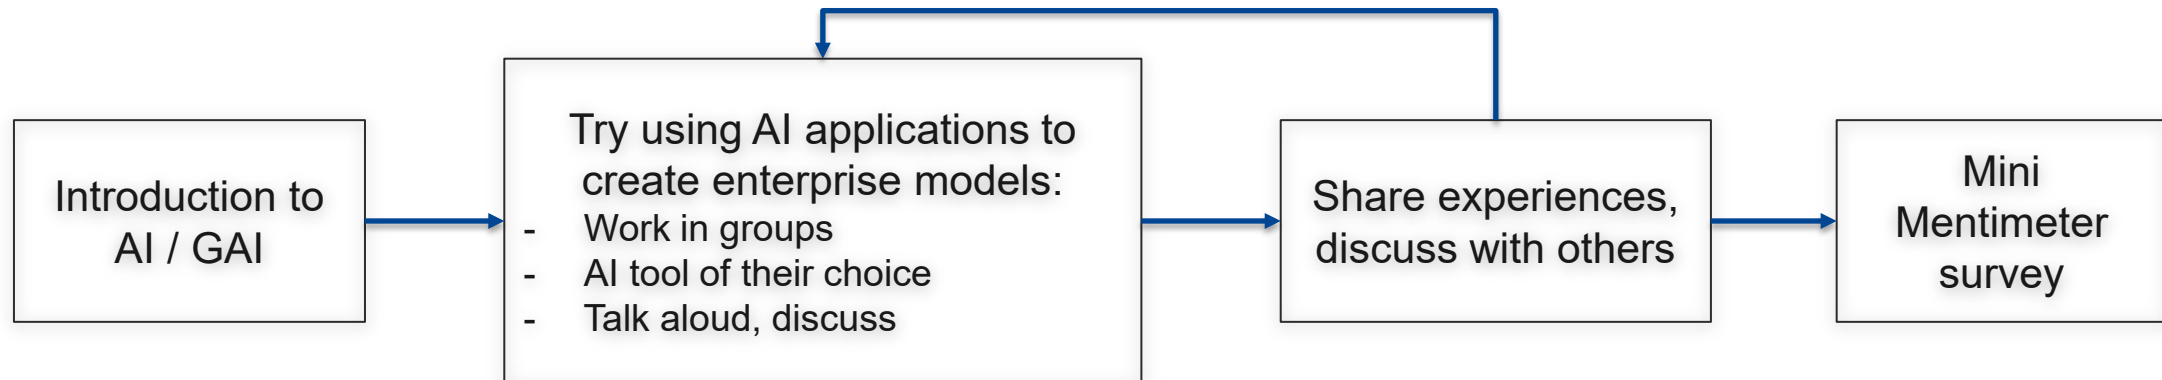 Introduction to
AI / GAI
Try using AI applications to
create enterprise models:
- Work in groups
- AI tool of their choice
- Talk aloud, discuss
Share experiences,
discuss with others
Mini
Mentimeter
survey